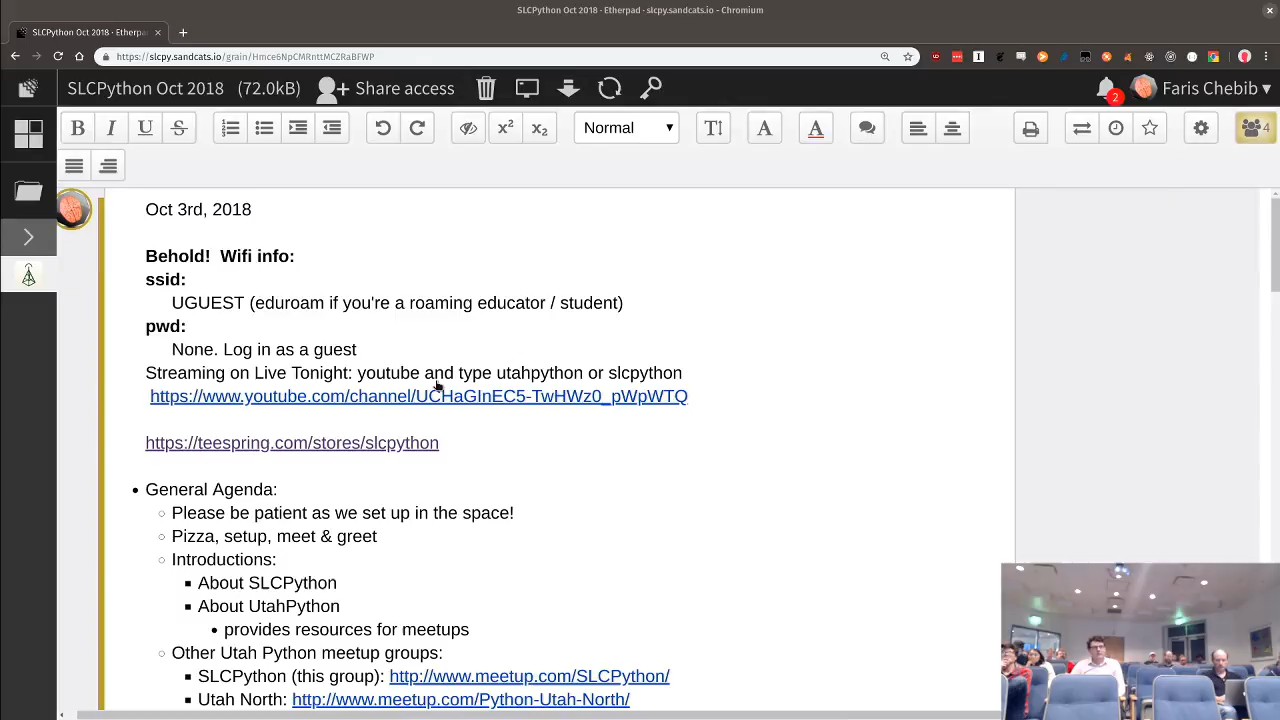 SLCPython Oct 2018 · Etherpad - slcpy.sandcats.io - Chromium
SLCPython Oct 2018 · Etherpa
https://slcpy.sandcats.io/grain/Hmce6NpCMRnttMCZRaBFWP
SLCPython Oct 2018 (72.0kB) Share access 2 Faris Chebib
B I U S x² x₂ Normal T A A 4
Oct 3rd, 2018
Behold! Wifi info:
ssid:
UGUEST (eduroam if you're a roaming educator / student)
pwd:
None. Log in as a guest
Streaming on Live Tonight: youtube and type utahpython or slcpython
https://www.youtube.com/channel/UCHaGInEC5-TwHWz0_pWpWTQ
https://teespring.com/stores/slcpython
General Agenda:
Please be patient as we set up in the space!
Pizza, setup, meet & greet
Introductions:
About SLCPython
About UtahPython
provides resources for meetups
Other Utah Python meetup groups:
SLCPython (this group): http://www.meetup.com/SLCPython/
Utah North: http://www.meetup.com/Python-Utah-North/